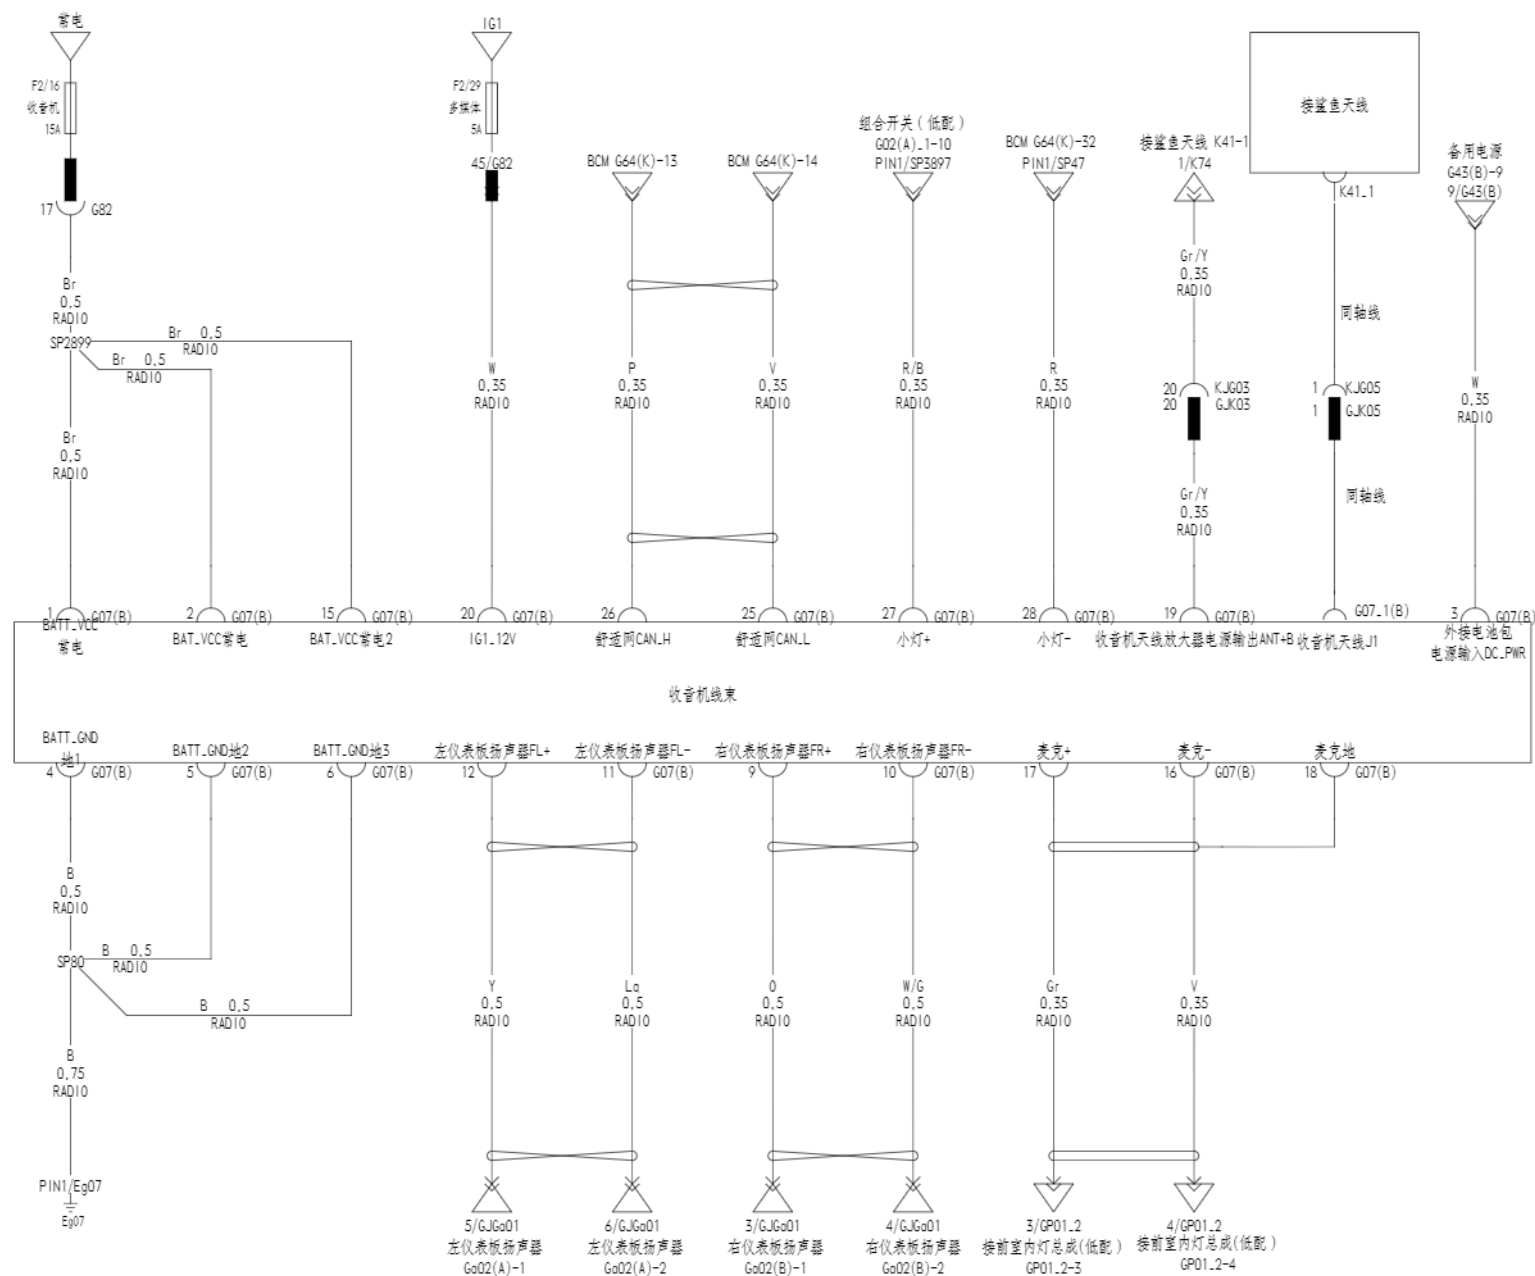 常电
F2/16
收音机
15A
17
G82
Br
0.5
RADIO
SP2899
Br 0.5
RADIO
Br 0.5
RADIO
Br
0.5
RADIO
IG1
F2/29
多媒体
5A
45/G82
W
0.35
RADIO
BCM G64(K)-13
P
0.35
RADIO
BCM G64(K)-14
V
0.35
RADIO
组合开关(低配)
G02(A)_1-10
PIN1/SP3897
R/B
0.35
RADIO
BCM G64(K)-32
PIN1/SP47
R
0.35
RADIO
接鲨鱼天线 K41-1
1/K74
Gr/Y
0.35
RADIO
20 KJG03
20 GJK03
Gr/Y
0.35
RADIO
接鲨鱼天线
K41_1
同轴线
1 KJG05
1 GJK05
同轴线
备用电源
G43(B)-9
9/G43(B)
W
0.35
RADIO
1 G07(B)
BATT_VCC
常电
2 G07(B)
BAT_VCC常电
15 G07(B)
BAT_VCC常电2
20 G07(B)
IG1_12V
26 G07(B)
舒适网CAN_H
25 G07(B)
舒适网CAN_L
27 G07(B)
小灯+
28 G07(B)
小灯-
19 G07(B)
收音机天线放大器电源输出ANT+B
G07_1(B)
收音机天线J1
3 G07(B)
外接电池包
电源输入DC_PWR
收音机线束
BATT_GND
地1
4 G07(B)
BATT_GND地2
5 G07(B)
BATT_GND地3
6 G07(B)
左仪表板扬声器FL+
12
左仪表板扬声器FL-
11 G07(B)
右仪表板扬声器FR+
9
右仪表板扬声器FR-
10 G07(B)
麦克+
17
麦克-
16 G07(B)
麦克地
18 G07(B)
B
0.5
RADIO
SP80
B 0.5
RADIO
B 0.5
RADIO
B
0.75
RADIO
PIN1/Eg07
Eg07
Y
0.5
RADIO
5/GJGa01
左仪表板扬声器
Ga02(A)-1
La
0.5
RADIO
6/GJGa01
左仪表板扬声器
Ga02(A)-2
O
0.5
RADIO
3/GJGa01
右仪表板扬声器
Ga02(B)-1
W/G
0.5
RADIO
4/GJGa01
右仪表板扬声器
Ga02(B)-2
Gr
0.35
RADIO
3/GP01_2
接前室内灯总成(低配)
GP01_2-3
V
0.35
RADIO
4/GP01_2
接前室内灯总成(低配)
GP01_2-4